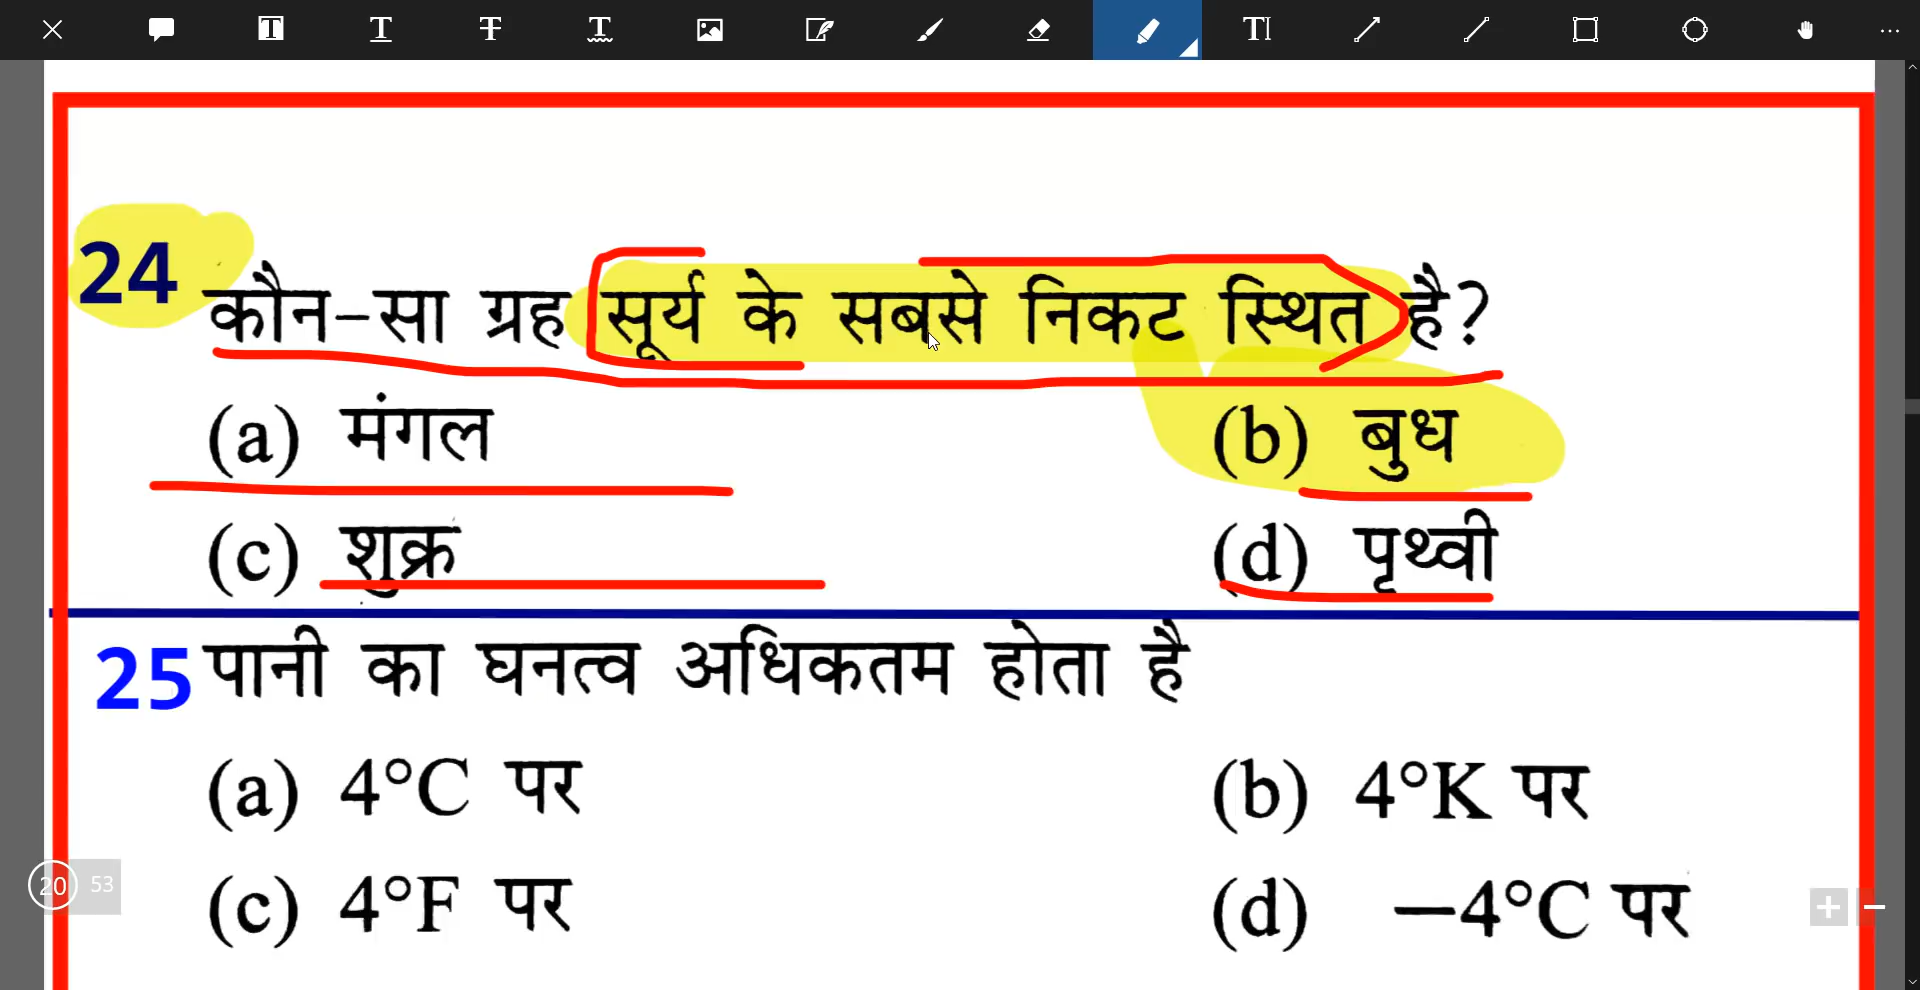 24 कौन-सा ग्रह सूर्य के सबसे निकट स्थित है?
(a) मंगल (b) बुध
(c) शुक्र (d) पृथ्वी
25 पानी का घनत्व अधिकतम होता है
(a) 4°C पर (b) 4°K पर
(c) 4°F पर (d) —4°C पर
20 53